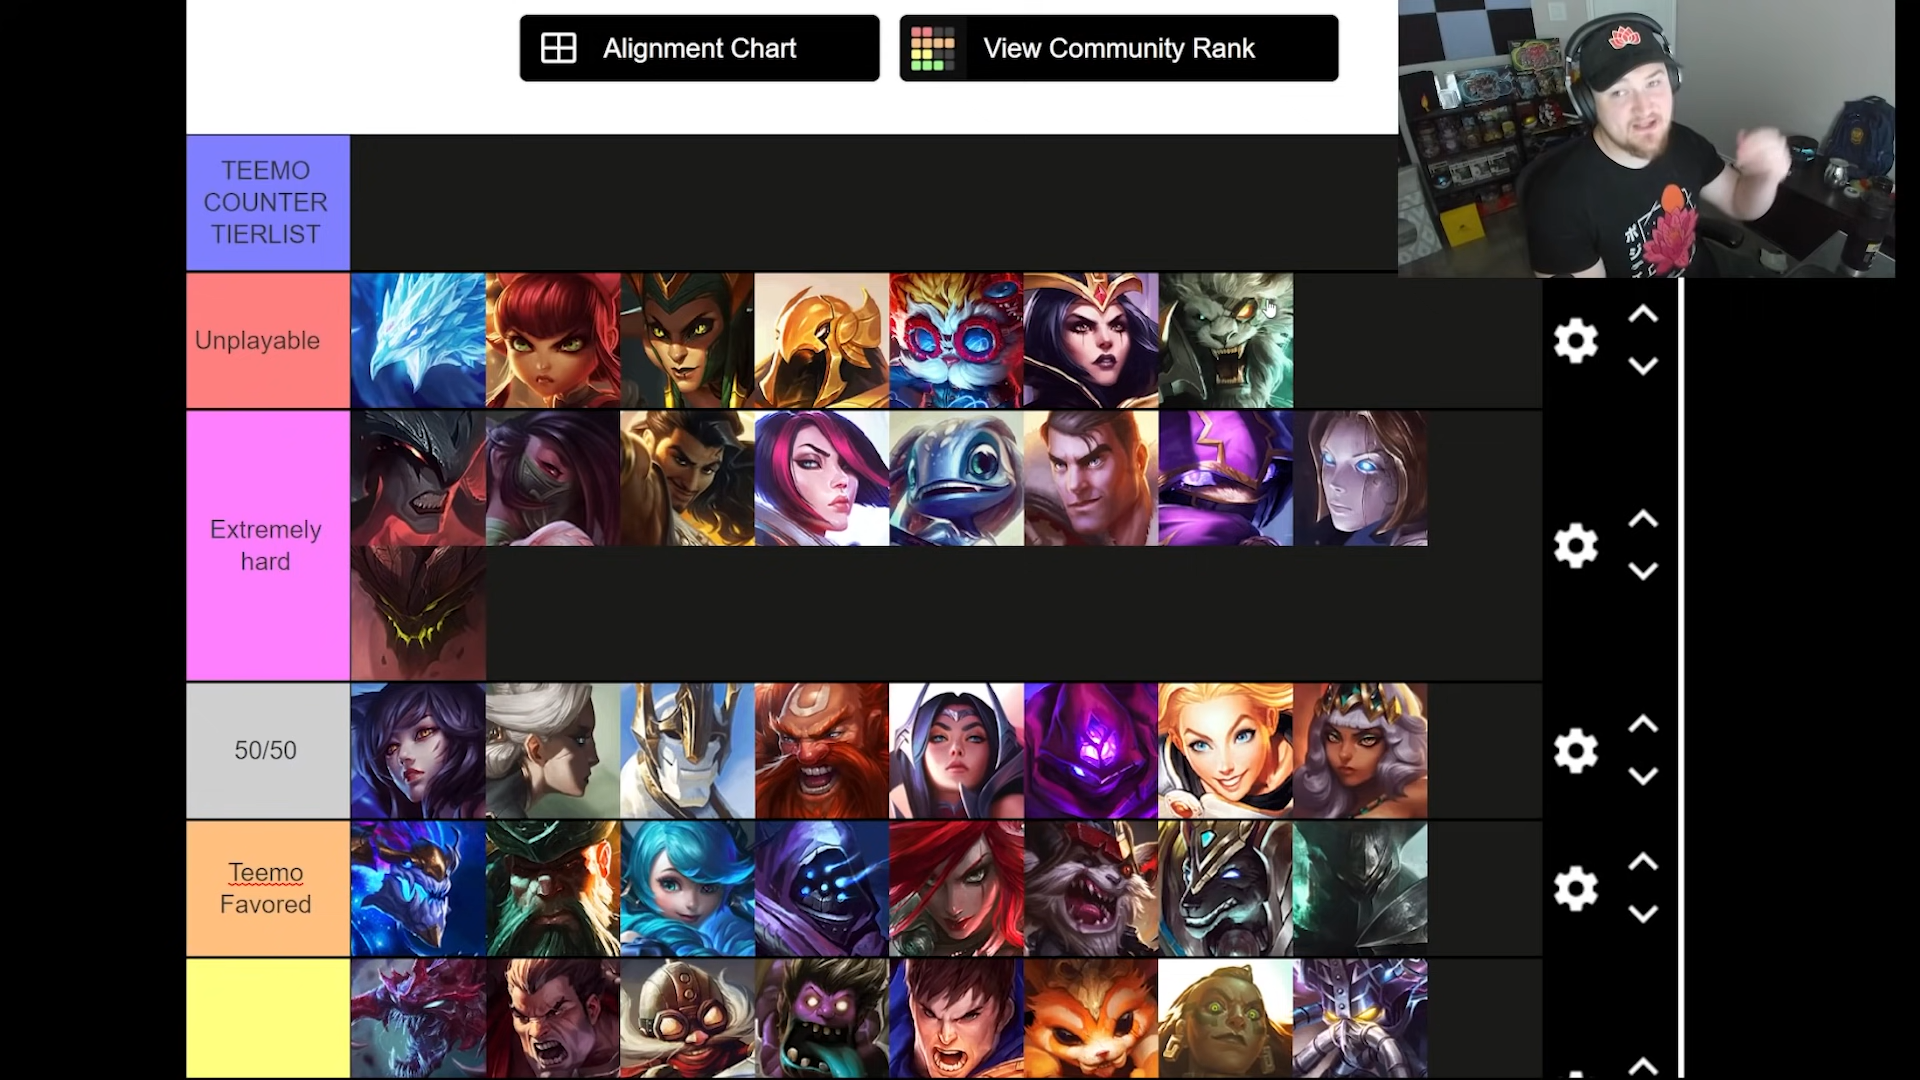 Alignment Chart
View Community Rank
TEEMO
COUNTER
TIERLIST
Unplayable
Extremely
hard
50/50
Teemo
Favored